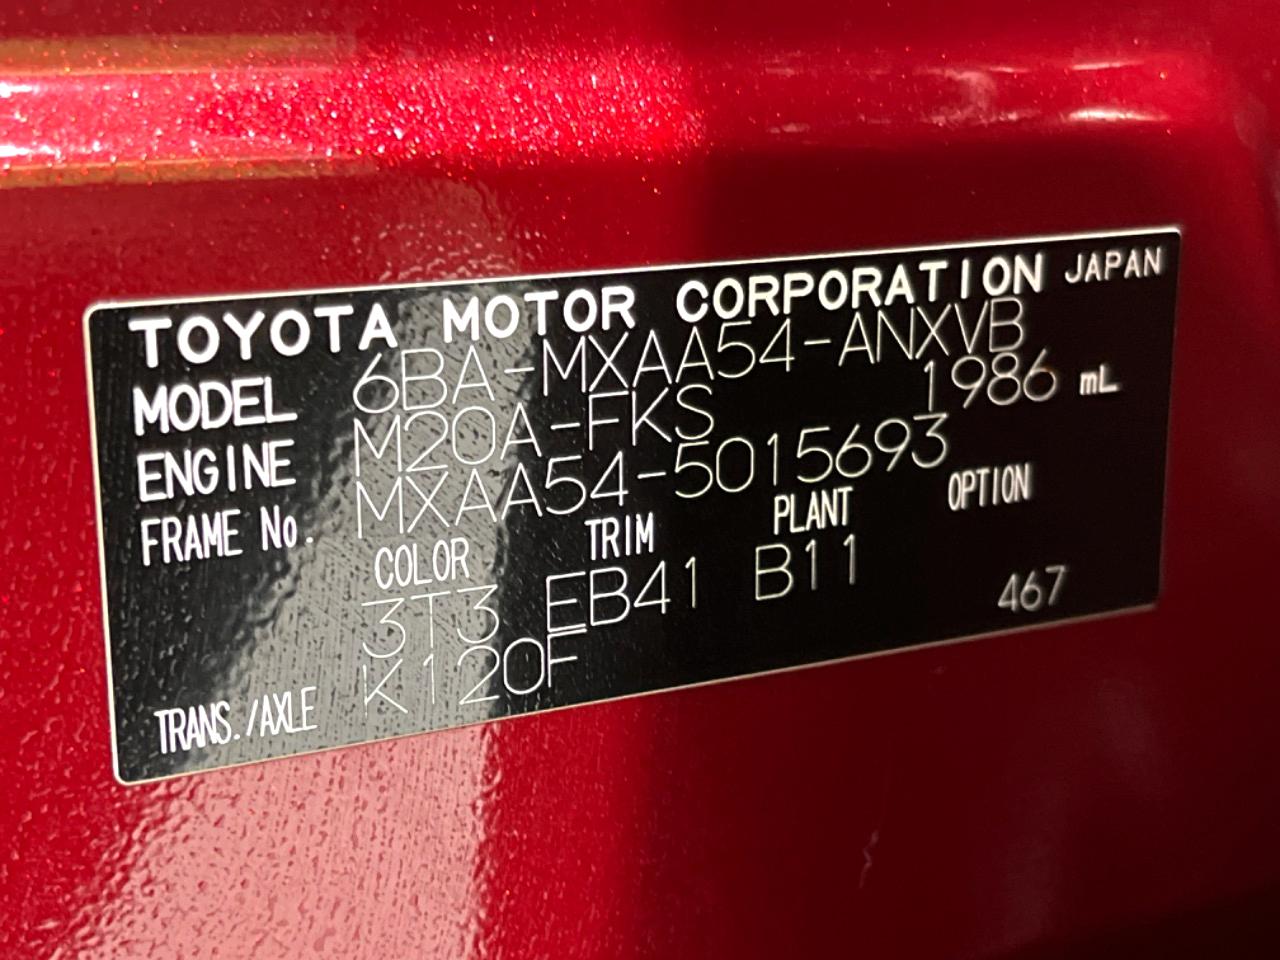 TOYOTA MOTOR CORPORATION JAPAN
MODEL 6BA-MXAA54-ANXVB
ENGINE M20A-FKS 1986 mL
FRAME No. MXAA54-5015693
COLOR TRIM PLANT OPTION
3T3 EB41 B11 467
TRANS./AXLE K120F